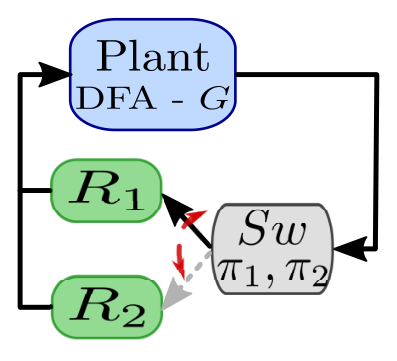 Plant
DFA - G
R₁
Sw
π₁, π₂
R₂